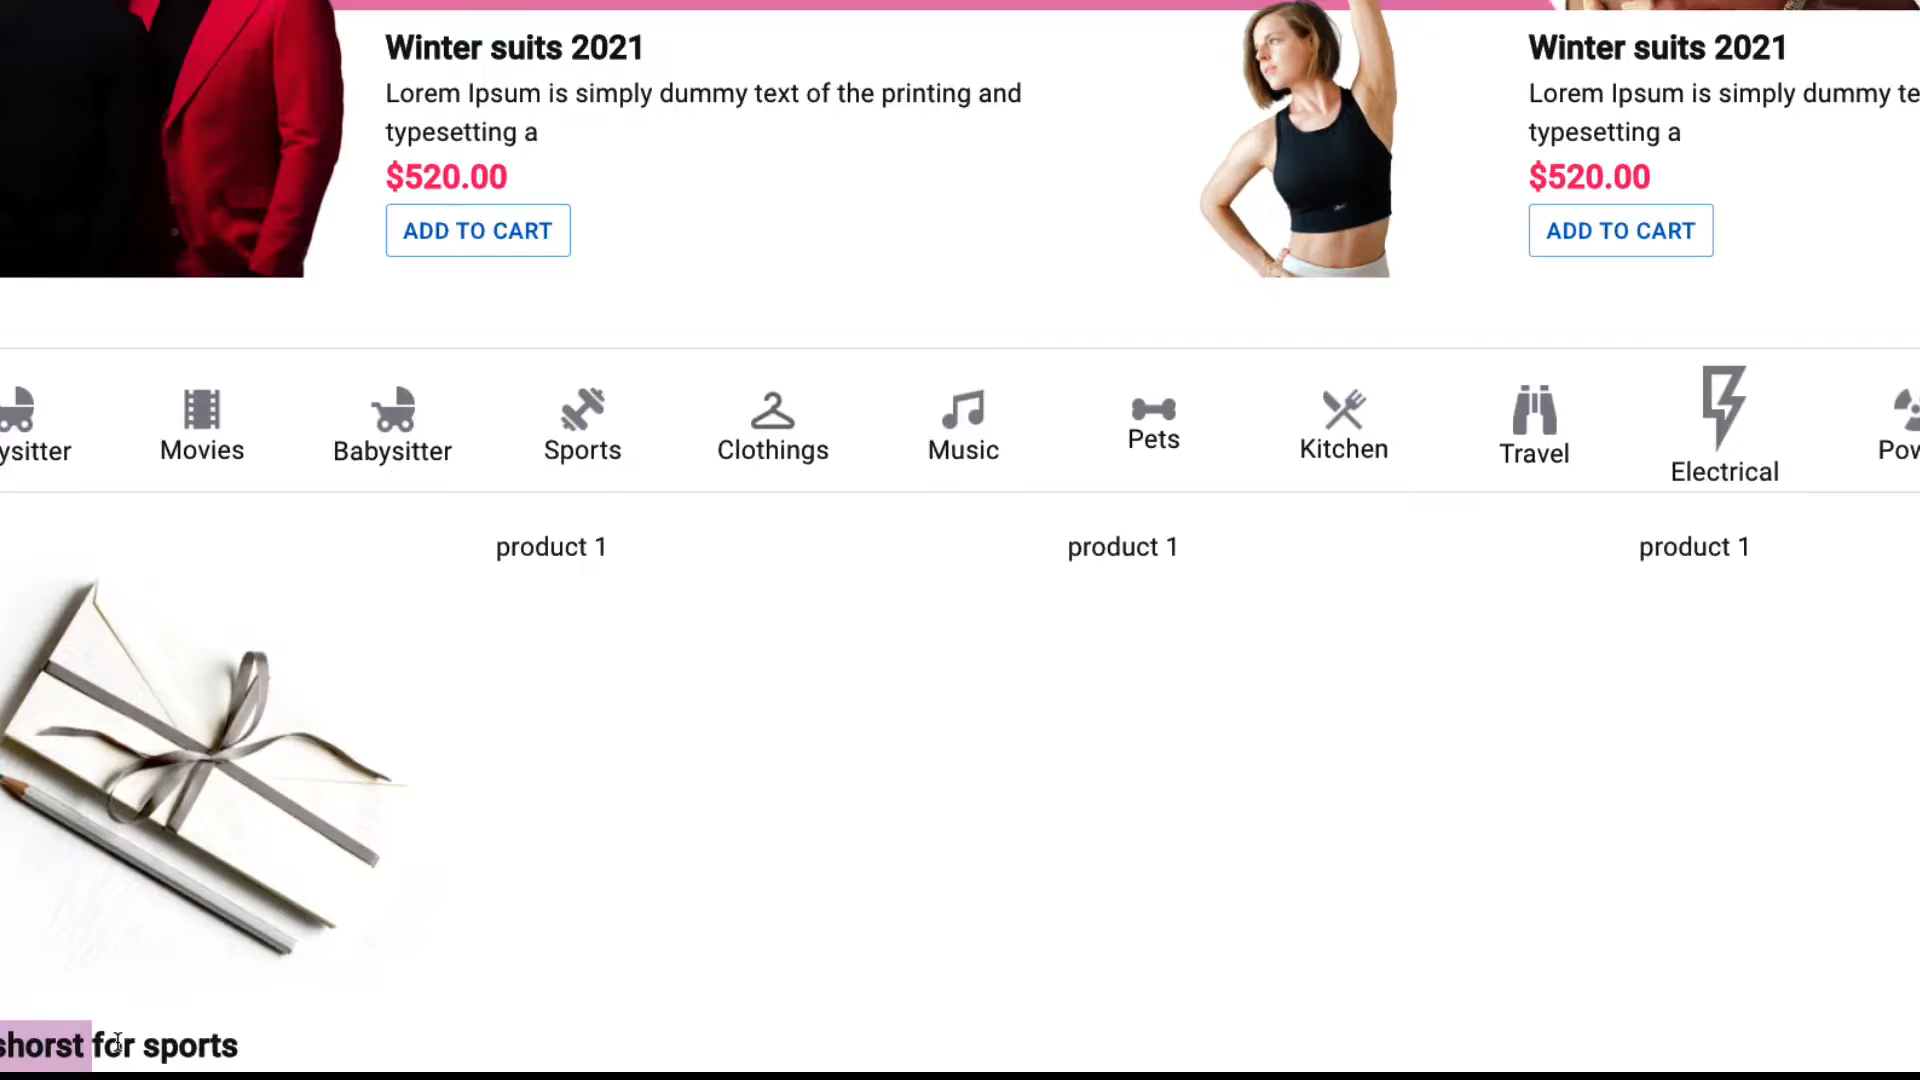 Winter suits 2021
Lorem Ipsum is simply dummy text of the printing and
typesetting a
$520.00
ADD TO CART
Winter suits 2021
Lorem Ipsum is simply dummy te
typesetting a
$520.00
ADD TO CART
ysitter
Movies
Babysitter
Sports
Clothings
Music
Pets
Kitchen
Travel
Electrical
Pow
product 1
product 1
product 1
shorst for sports